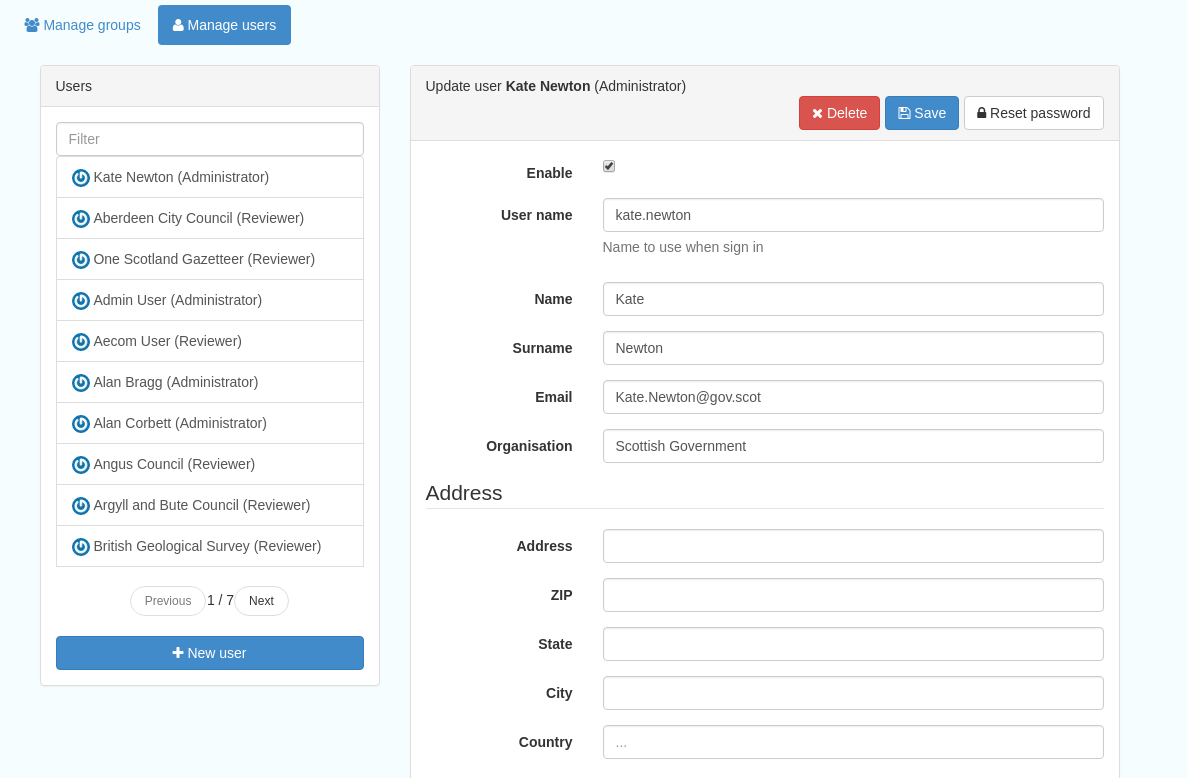 Manage groups
Manage users
Users
Filter
Kate Newton (Administrator)
Aberdeen City Council (Reviewer)
One Scotland Gazetteer (Reviewer)
Admin User (Administrator)
Aecom User (Reviewer)
Alan Bragg (Administrator)
Alan Corbett (Administrator)
Angus Council (Reviewer)
Argyll and Bute Council (Reviewer)
British Geological Survey (Reviewer)
Previous 1 / 7 Next
New user
Update user Kate Newton (Administrator)
Delete
Save
Reset password
Enable
User name kate.newton
Name to use when sign in
Name Kate
Surname Newton
Email Kate.Newton@gov.scot
Organisation Scottish Government
Address
Address
ZIP
State
City
Country ...